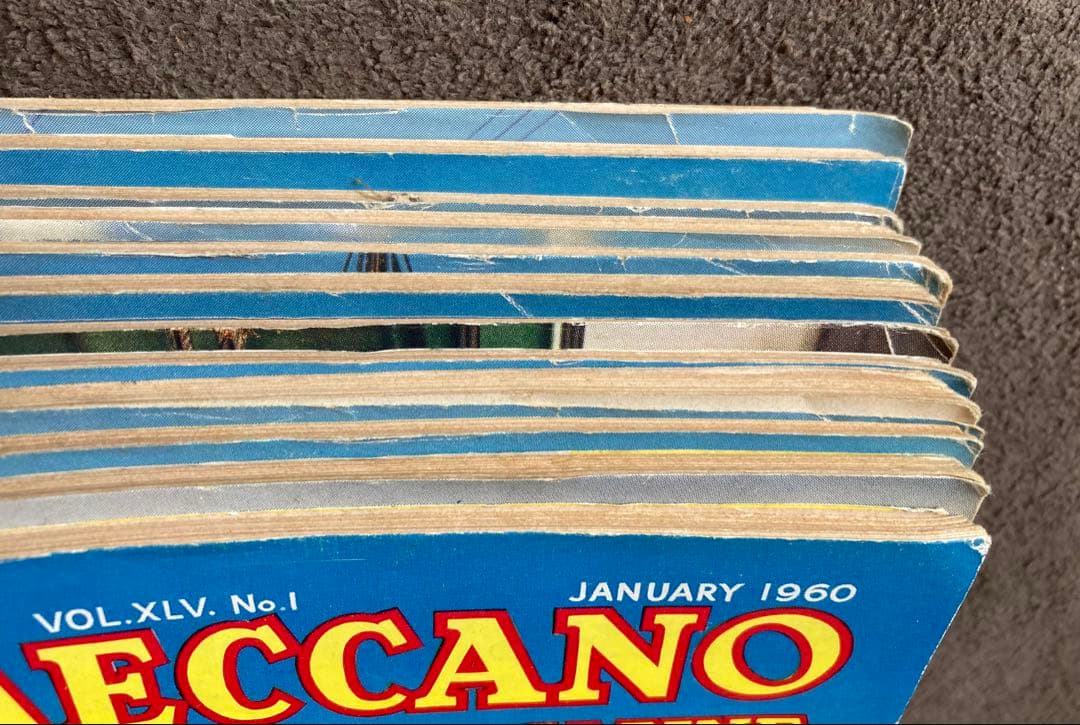 VOL.XLV. No.1
JANUARY 1960
ECCANO